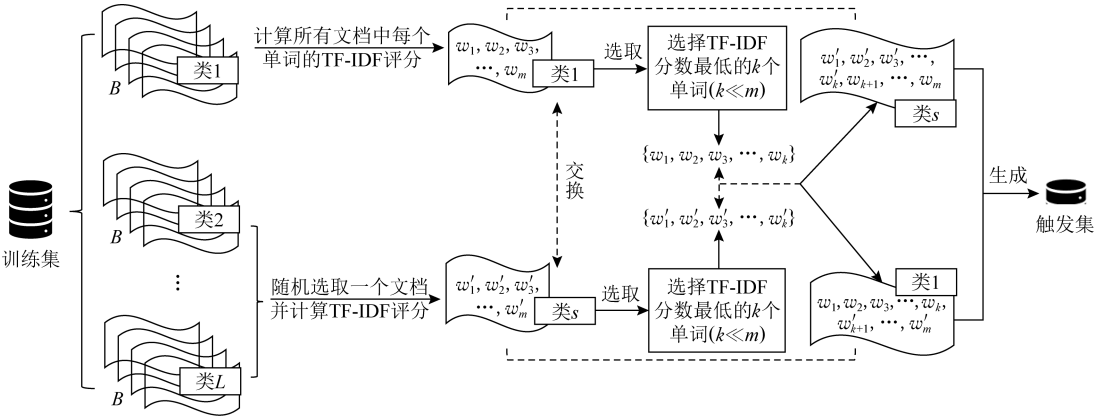 训练集
B
类1
B
类2
⋮
B
类L
计算所有文档中每个
单词的TF-IDF评分
随机选取一个文档
并计算TF-IDF评分
w₁, w₂, w₃,
…, wₘ
类1
选取
选择TF-IDF
分数最低的k个
单词(k≪m)
{w₁, w₂, w₃, …, wₖ}
交换
{w′₁, w′₂, w′₃, …, w′ₖ}
w′₁, w′₂, w′₃,
…, w′ₘ
类s
选取
选择TF-IDF
分数最低的k个
单词(k≪m)
w′₁, w′₂, w′₃, …,
w′ₖ, wₖ₊₁, …, wₘ
类s
类1
w₁, w₂, w₃, …, wₖ,
w′ₖ₊₁, …, w′ₘ
生成
触发集